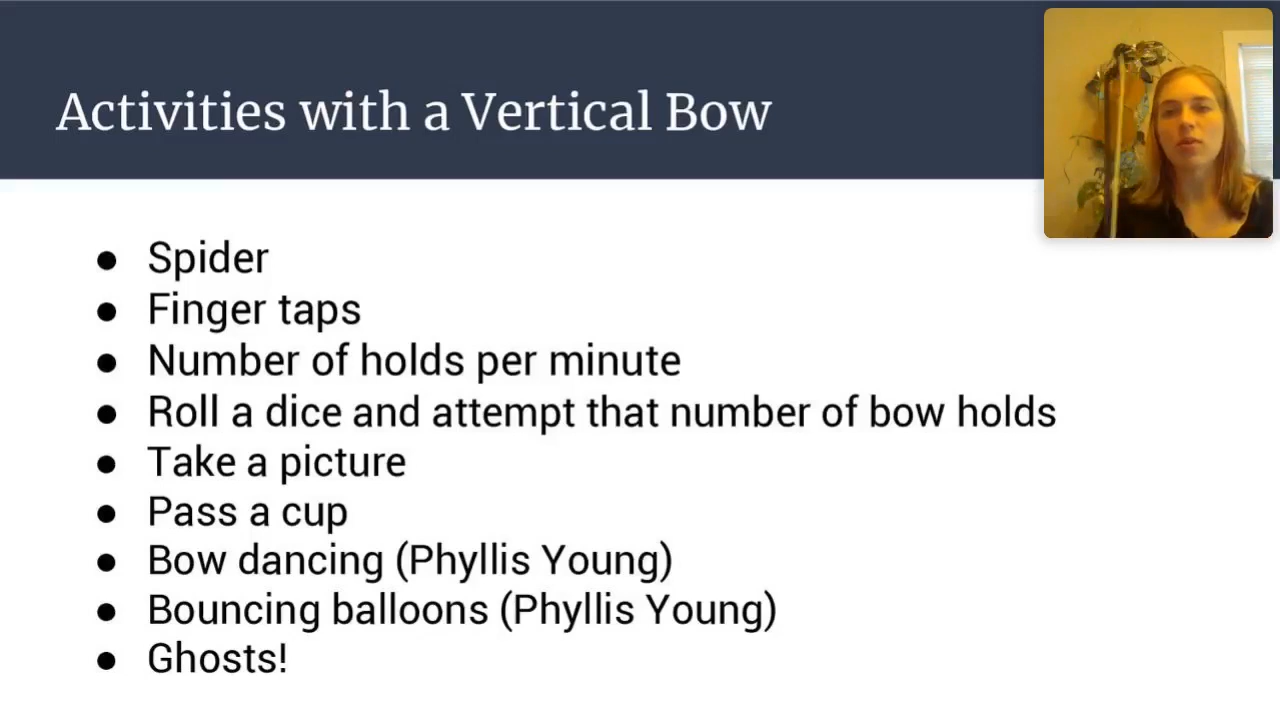 Activities with a Vertical Bow
● Spider
● Finger taps
● Number of holds per minute
● Roll a dice and attempt that number of bow holds
● Take a picture
● Pass a cup
● Bow dancing (Phyllis Young)
● Bouncing balloons (Phyllis Young)
● Ghosts!